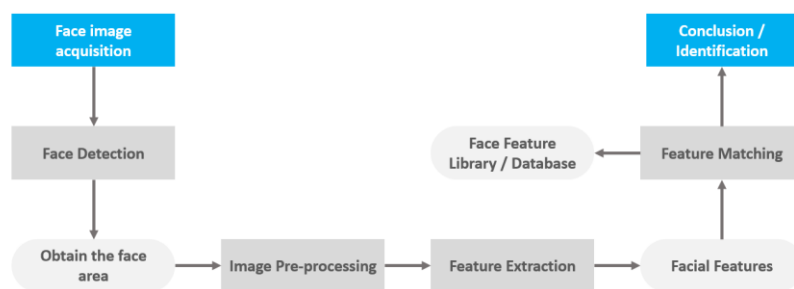 Face image
acquisition
Conclusion /
Identification
Face Detection
Face Feature
Library / Database
Feature Matching
Obtain the face
area
Image Pre-processing
Feature Extraction
Facial Features